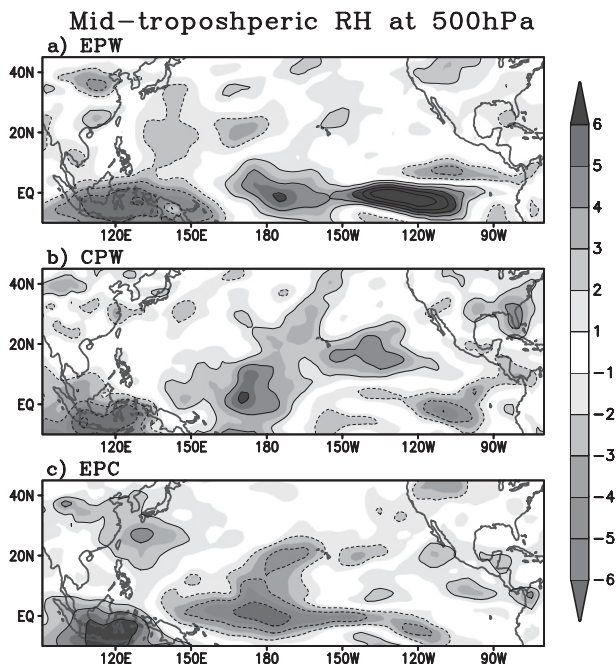 Mid-troposhperic RH at 500hPa
a) EPW
40N
20N
EQ
120E 150E 180 150W 120W 90W
b) CPW
40N
20N
EQ
120E 150E 180 150W 120W 90W
c) EPC
40N
20N
EQ
120E 150E 180 150W 120W 90W
6
5
4
3
2
1
-1
-2
-3
-4
-5
-6